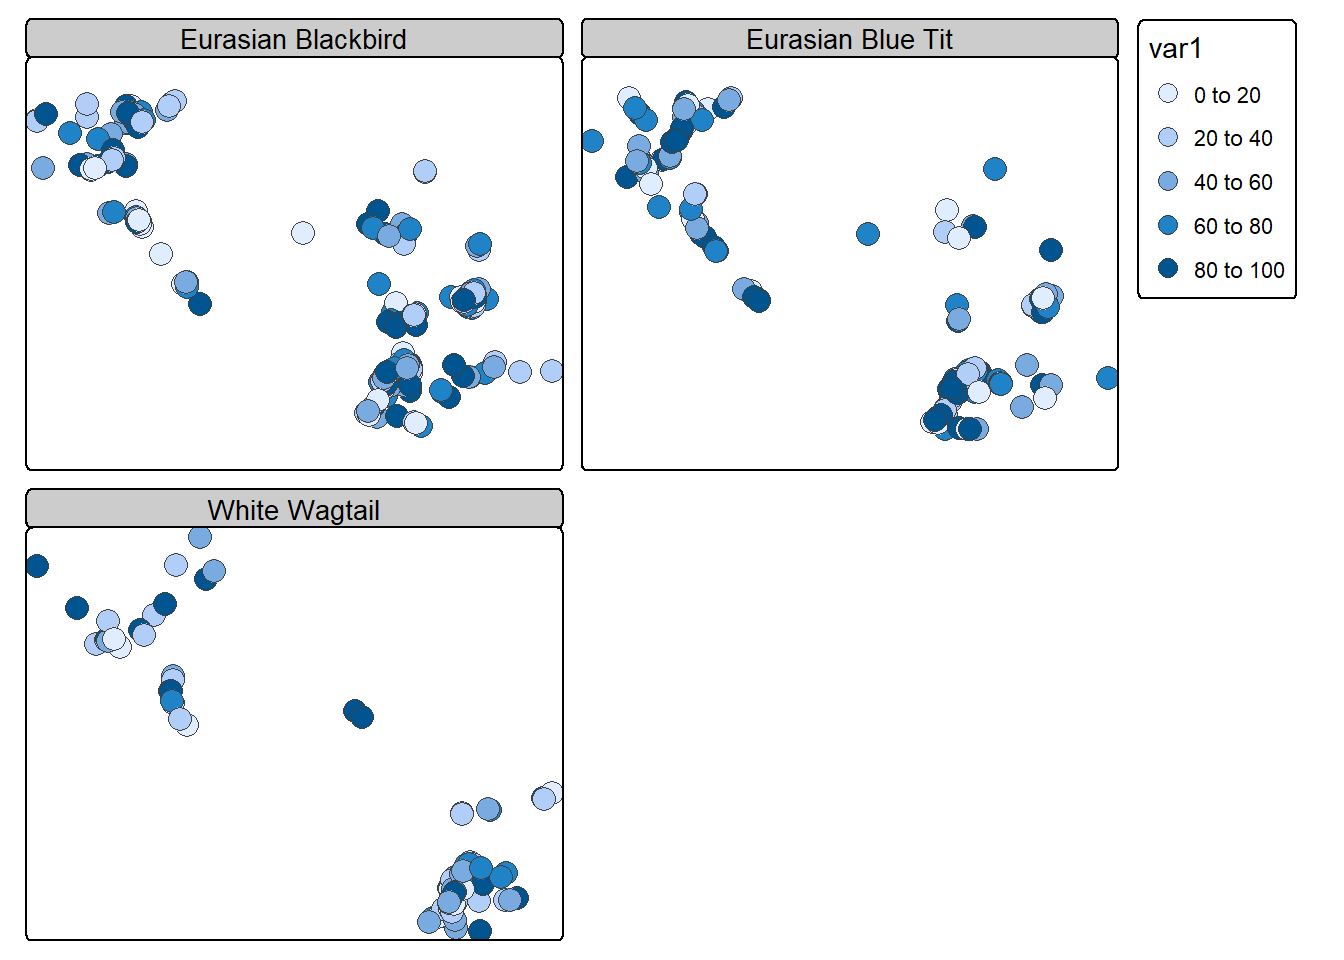 Eurasian Blackbird
Eurasian Blue Tit
var1
0 to 20
20 to 40
40 to 60
60 to 80
80 to 100
White Wagtail